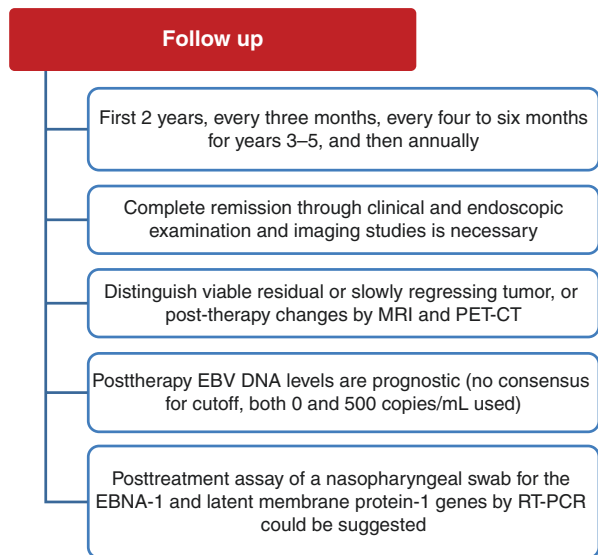 Follow up
First 2 years, every three months, every four to six months
for years 3–5, and then annually
Complete remission through clinical and endoscopic
examination and imaging studies is necessary
Distinguish viable residual or slowly regressing tumor, or
post-therapy changes by MRI and PET-CT
Posttherapy EBV DNA levels are prognostic (no consensus
for cutoff, both 0 and 500 copies/mL used)
Posttreatment assay of a nasopharyngeal swab for the
EBNA-1 and latent membrane protein-1 genes by RT-PCR
could be suggested